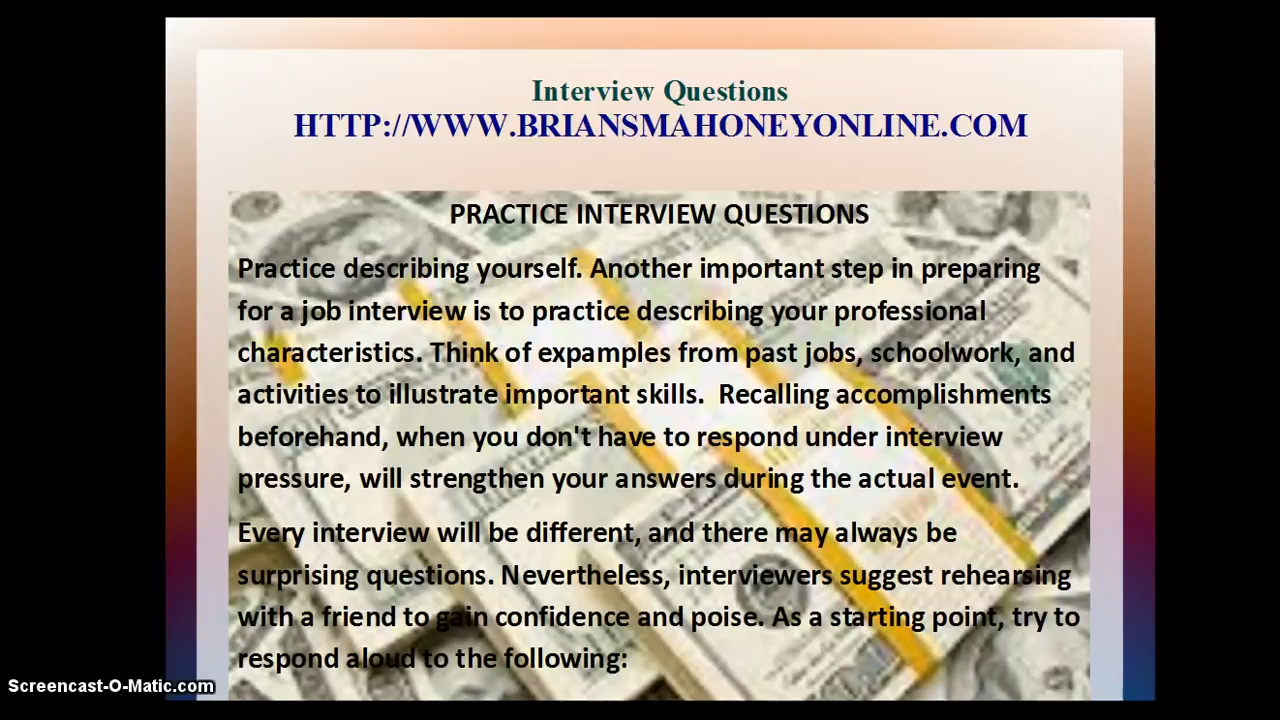 Interview Questions
HTTP://WWW.BRIANSMAHONEYONLINE.COM
PRACTICE INTERVIEW QUESTIONS
Practice describing yourself. Another important step in preparing
for a job interview is to practice describing your professional
characteristics. Think of expamples from past jobs, schoolwork, and
activities to illustrate important skills.  Recalling accomplishments
beforehand, when you don't have to respond under interview
pressure, will strengthen your answers during the actual event.
Every interview will be different, and there may always be
surprising questions. Nevertheless, interviewers suggest rehearsing
with a friend to gain confidence and poise. As a starting point, try to
respond aloud to the following:
Screencast-O-Matic.com